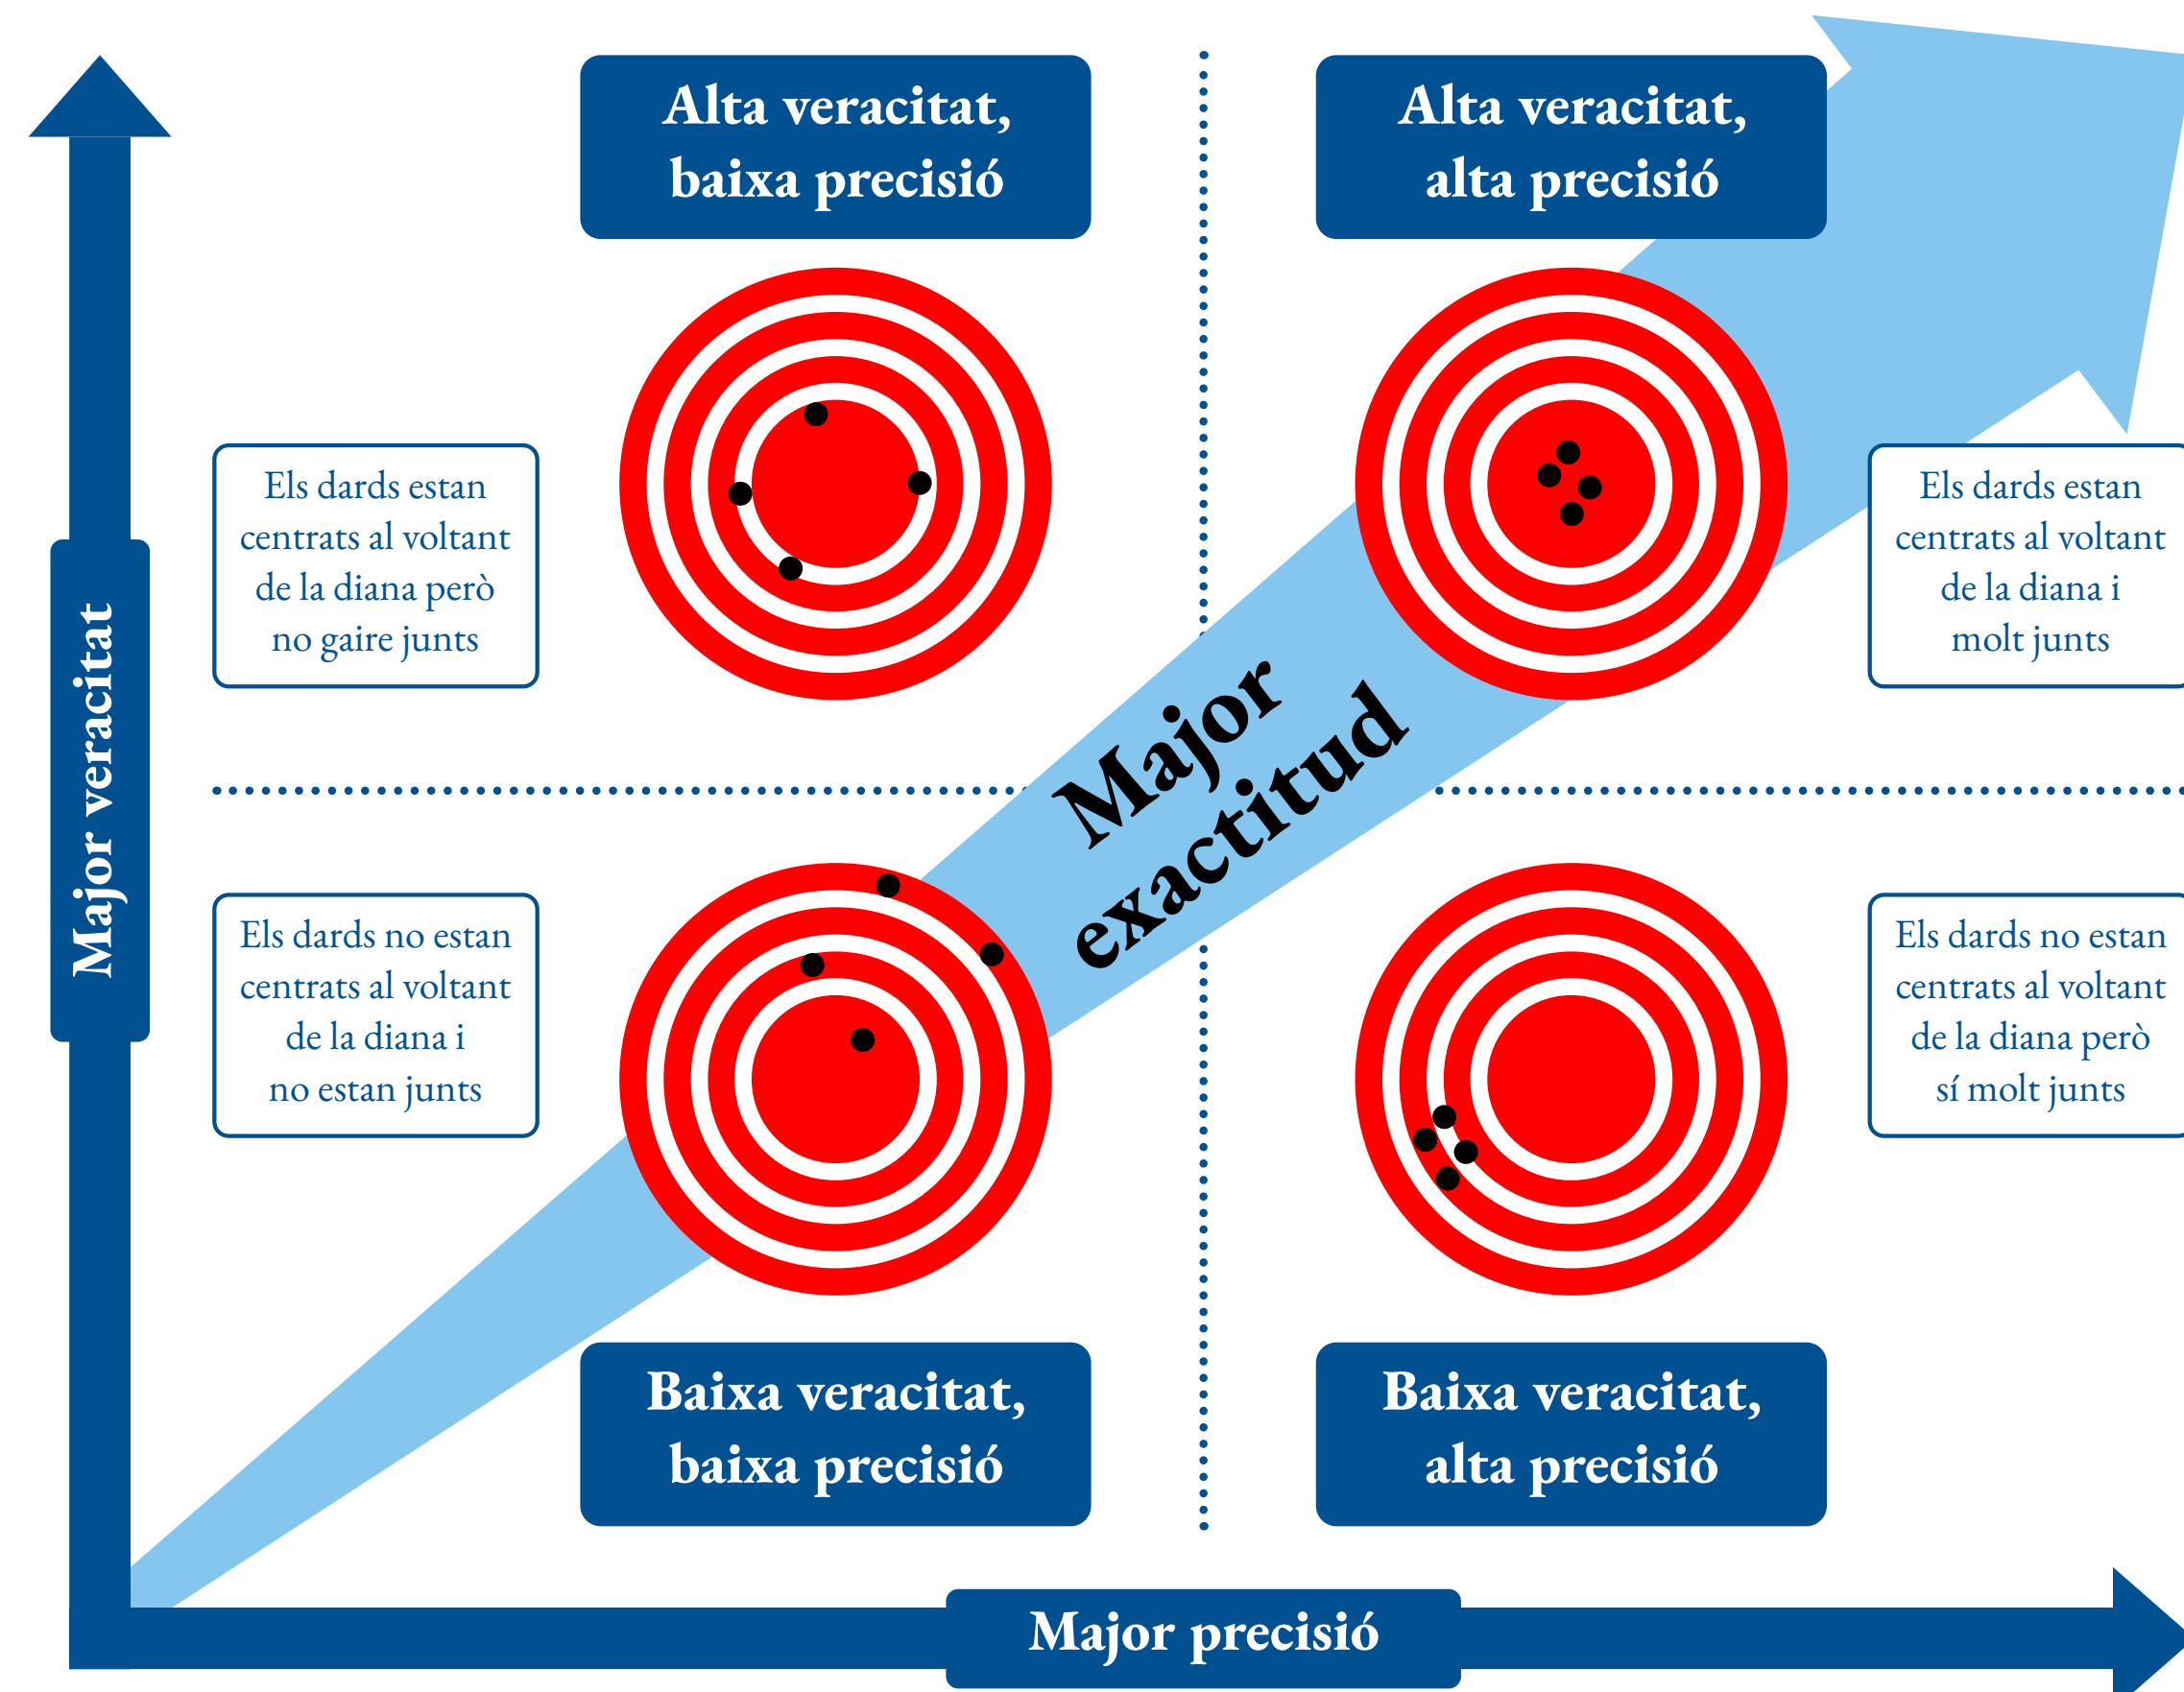 Alta veracitat,
baixa precisió
Alta veracitat,
alta precisió
Els dards estan
centrats al voltant
de la diana però
no gaire junts
Els dards estan
centrats al voltant
de la diana i
molt junts
Major veracitat
Major
exactitud
Els dards no estan
centrats al voltant
de la diana i
no estan junts
Els dards no estan
centrats al voltant
de la diana però
sí molt junts
Baixa veracitat,
baixa precisió
Baixa veracitat,
alta precisió
Major precisió